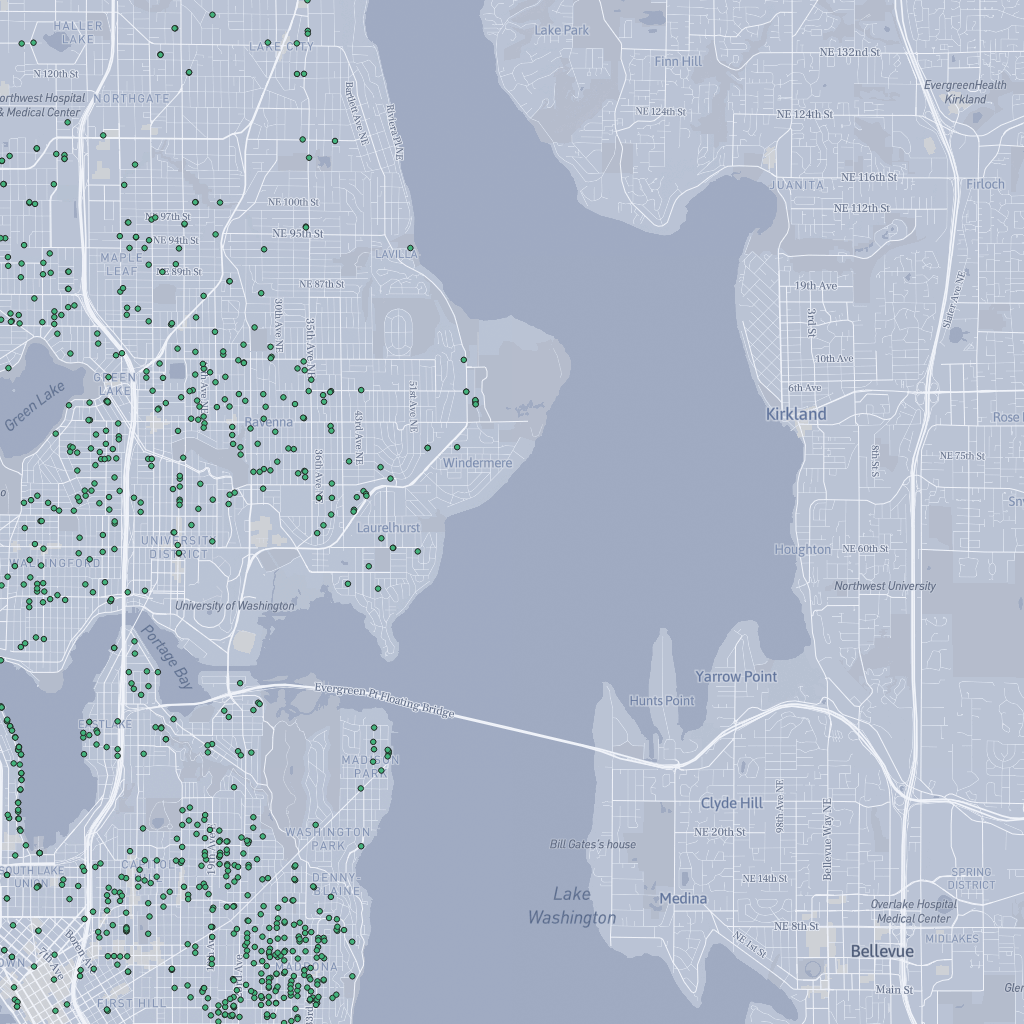 HALLER
LAKE
LAKE CITY
Lake Park
Finn Hill
NE 132nd St
N 120th St
EvergreenHealth
Kirkland
orthwest Hospital
& Medical Center
NORTHGATE
Bartlett Ave NE
Riviera Pl NE
NE 124th St
NE 124th St
NE 116th St
JUANITA
Firloch
NE 100th St
NE 112th St
97th St
NE 95th St
NE 94th St
LAVILLA
MAPLE
LEAF
NE 89th St
NE 87th St
19th Ave
Slater Ave NE
30th Ave NE
35th Ave NE
3rd St
10th Ave
GREEN
LAKE
Green Lake
6th Ave
51st Ave NE
43rd Ave NE
Ravenna
Kirkland
Rose
36th Ave NE
Windermere
6th St S
NE 75th St
Laurelhurst
UNIVERSITY
DISTRICT
Houghton
NE 60th St
WALLINGFORD
Northwest University
University of Washington
Portage Bay
Yarrow Point
Hunts Point
Evergreen Pt Floating Bridge
EASTLAKE
MADISON
PARK
Clyde Hill
98th Ave NE
Bellevue Way NE
WASHINGTON
PARK
NE 20th St
Bill Gates's house
SOUTH LAKE
UNION
DENNY-
BLAINE
NE 14th St
SPRING
DISTRICT
Lake
Washington
Medina
Overlake Hospital
Medical Center
NE 8th St
MIDLAKES
NE 1st St
Bellevue
7th Ave
Boren Av
MADRONA
Main St
FIRST HILL